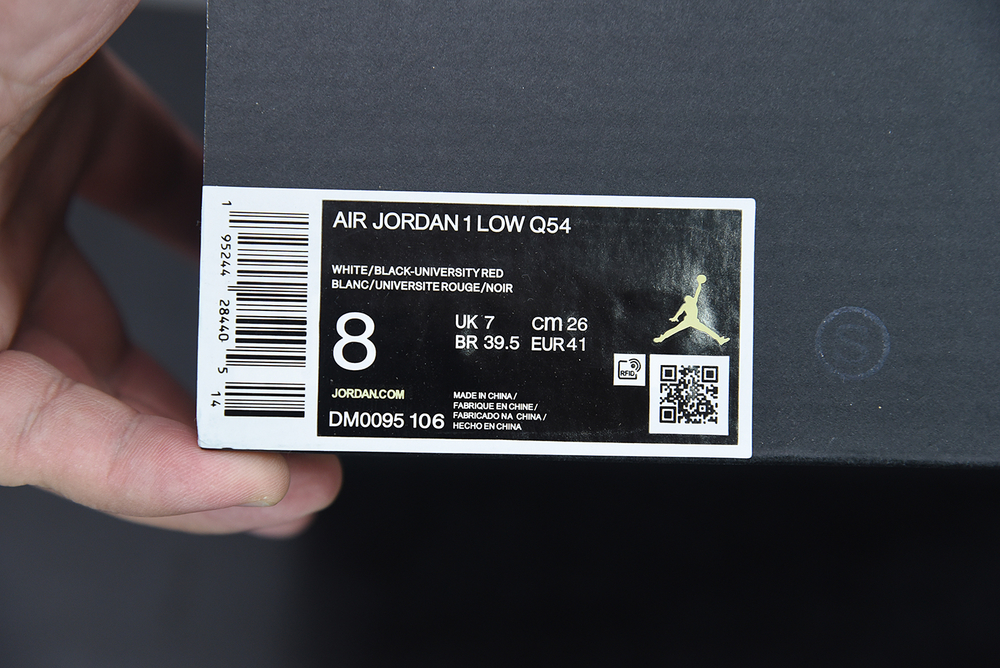 AIR JORDAN 1 LOW Q54
WHITE/BLACK-UNIVERSITY RED
BLANC/UNIVERSITE ROUGE/NOIR
8
UK 7 cm 26
BR 39.5 EUR 41
JORDAN.COM
DM0095 106
MADE IN CHINA /
FABRIQUE EN CHINE /
FABRICADO NA CHINA /
HECHO EN CHINA
RFID
1 95244 28440 5 14